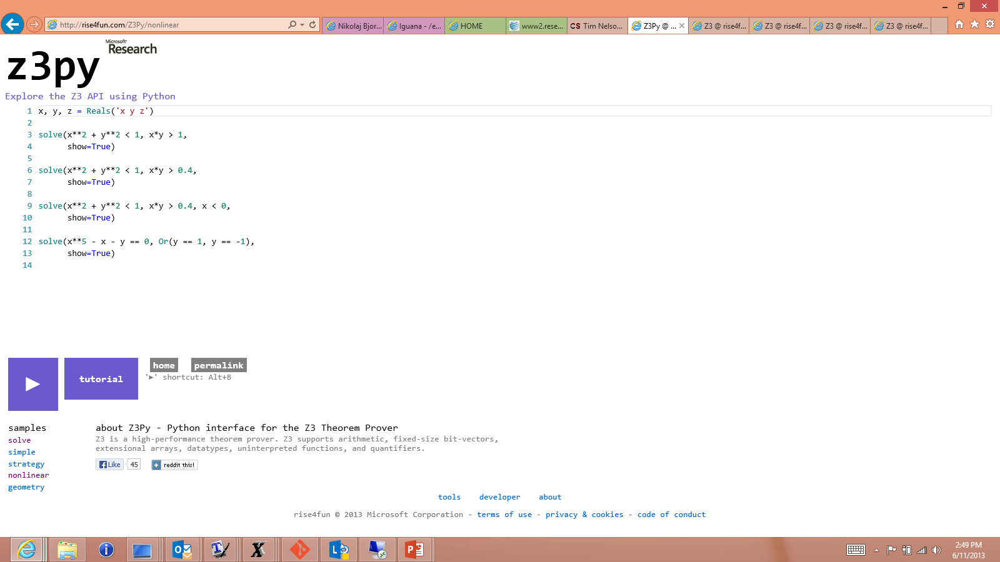 http://rise4fun.com/Z3Py/nonlinear
Nikolaj Bjor...
Iguana - /e...
HOME
www2.rese...
CS Tim Nelso...
Z3Py @ ...
Z3 @ rise4f...
Z3 @ rise4f...
Z3 @ rise4f...
Z3 @ rise4f...
Microsoft
Research
z3py
Explore the Z3 API using Python
1 x, y, z = Reals('x y z')
2
3 solve(x**2 + y**2 < 1, x*y > 1,
4 show=True)
5
6 solve(x**2 + y**2 < 1, x*y > 0.4,
7 show=True)
8
9 solve(x**2 + y**2 < 1, x*y > 0.4, x < 0,
10 show=True)
11
12 solve(x**5 - x - y == 0, Or(y == 1, y == -1),
13 show=True)
14
tutorial
home
permalink
'►' shortcut: Alt+B
samples
solve
simple
strategy
nonlinear
geometry
about Z3Py - Python interface for the Z3 Theorem Prover
Z3 is a high-performance theorem prover. Z3 supports arithmetic, fixed-size bit-vectors,
extensional arrays, datatypes, uninterpreted functions, and quantifiers.
Like 45 reddit this!
tools developer about
rise4fun © 2013 Microsoft Corporation - terms of use - privacy & cookies - code of conduct
2:49 PM
6/11/2013